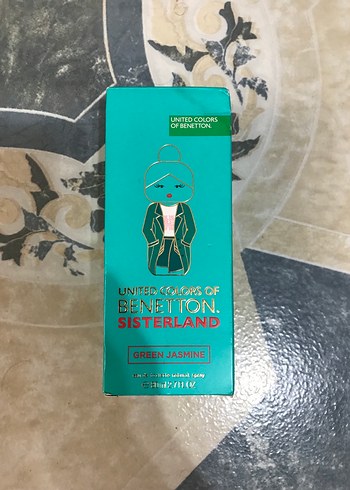 UNITED COLORS
OF BENETTON.
UNITED COLORS OF
BENETTON.
SISTERLAND
GREEN JASMINE